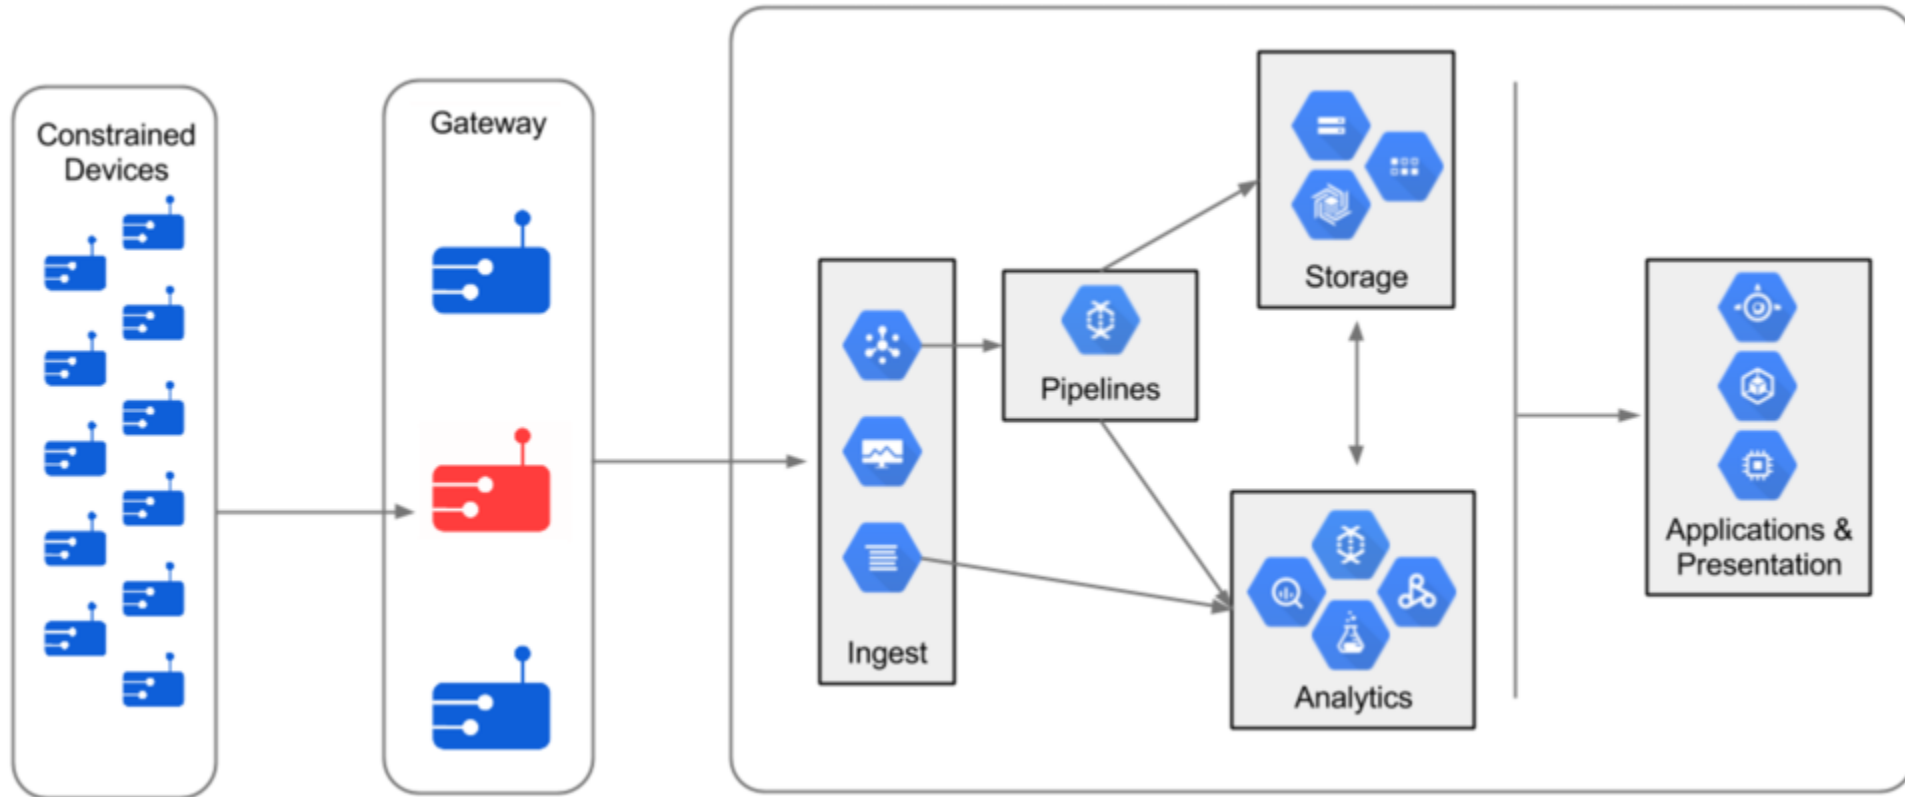 Constrained
Devices
Gateway
Ingest
Pipelines
Storage
Analytics
Applications &
Presentation